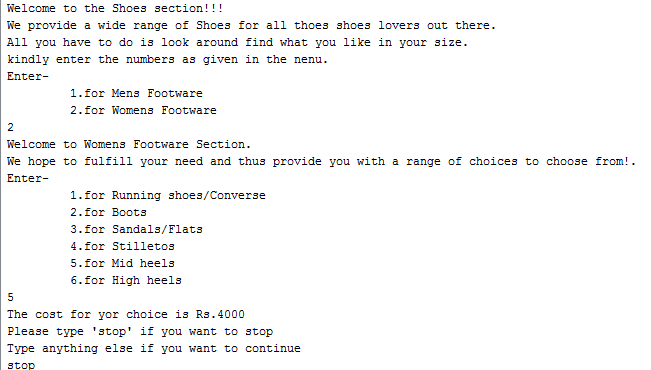 Welcome to the Shoes section!!!
We provide a wide range of Shoes for all thoes shoes lovers out there.
All you have to do is look around find what you like in your size.
kindly enter the numbers as given in the nenu.
Enter-
1.for Mens Footware
2.for Womens Footware
2
Welcome to Womens Footware Section.
We hope to fulfill your need and thus provide you with a range of choices to choose from!.
Enter-
1.for Running shoes/Converse
2.for Boots
3.for Sandals/Flats
4.for Stilletos
5.for Mid heels
6.for High heels
5
The cost for yor choice is Rs.4000
Please type 'stop' if you want to stop
Type anything else if you want to continue
stop